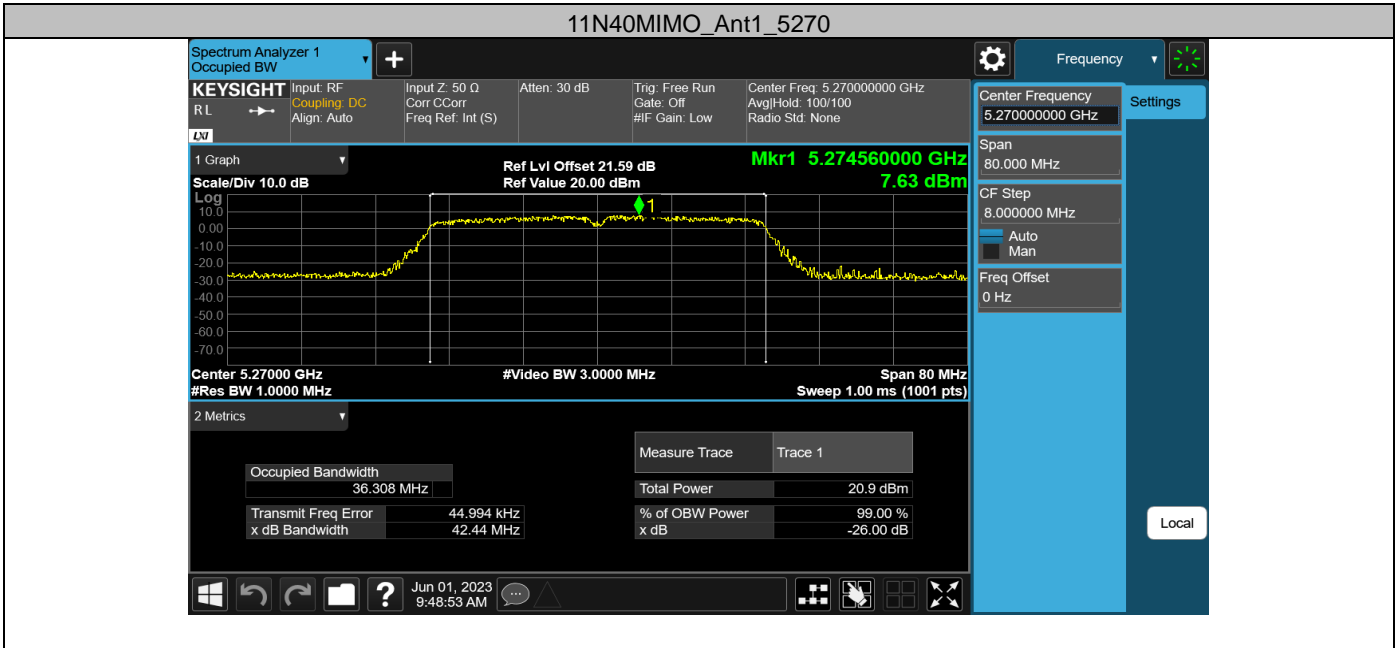 11N40MIMO_Ant1_5270
Spectrum Analyzer 1
Occupied BW
Frequency
KEYSIGHT
Input: RF
Coupling: DC
Align: Auto
Input Z: 50 Ω
Corr CCorr
Freq Ref: Int (S)
Atten: 30 dB
Trig: Free Run
Gate: Off
#IF Gain: Low
Center Freq: 5.270000000 GHz
Avg|Hold: 100/100
Radio Std: None
R L
LXI
1 Graph
Scale/Div 10.0 dB
Ref Lvl Offset 21.59 dB
Ref Value 20.00 dBm
Mkr1 5.274560000 GHz
7.63 dBm
Log
10.0
0.00
-10.0
-20.0
-30.0
-40.0
-50.0
-60.0
-70.0
1
Center 5.27000 GHz
#Video BW 3.0000 MHz
Span 80 MHz
#Res BW 1.0000 MHz
Sweep 1.00 ms (1001 pts)
2 Metrics
Measure Trace
Trace 1
Occupied Bandwidth
36.308 MHz
Total Power
20.9 dBm
Transmit Freq Error
44.994 kHz
% of OBW Power
99.00 %
x dB Bandwidth
42.44 MHz
x dB
-26.00 dB
Center Frequency
5.270000000 GHz
Settings
Span
80.000 MHz
CF Step
8.000000 MHz
Auto
Man
Freq Offset
0 Hz
Local
?
Jun 01, 2023
9:48:53 AM